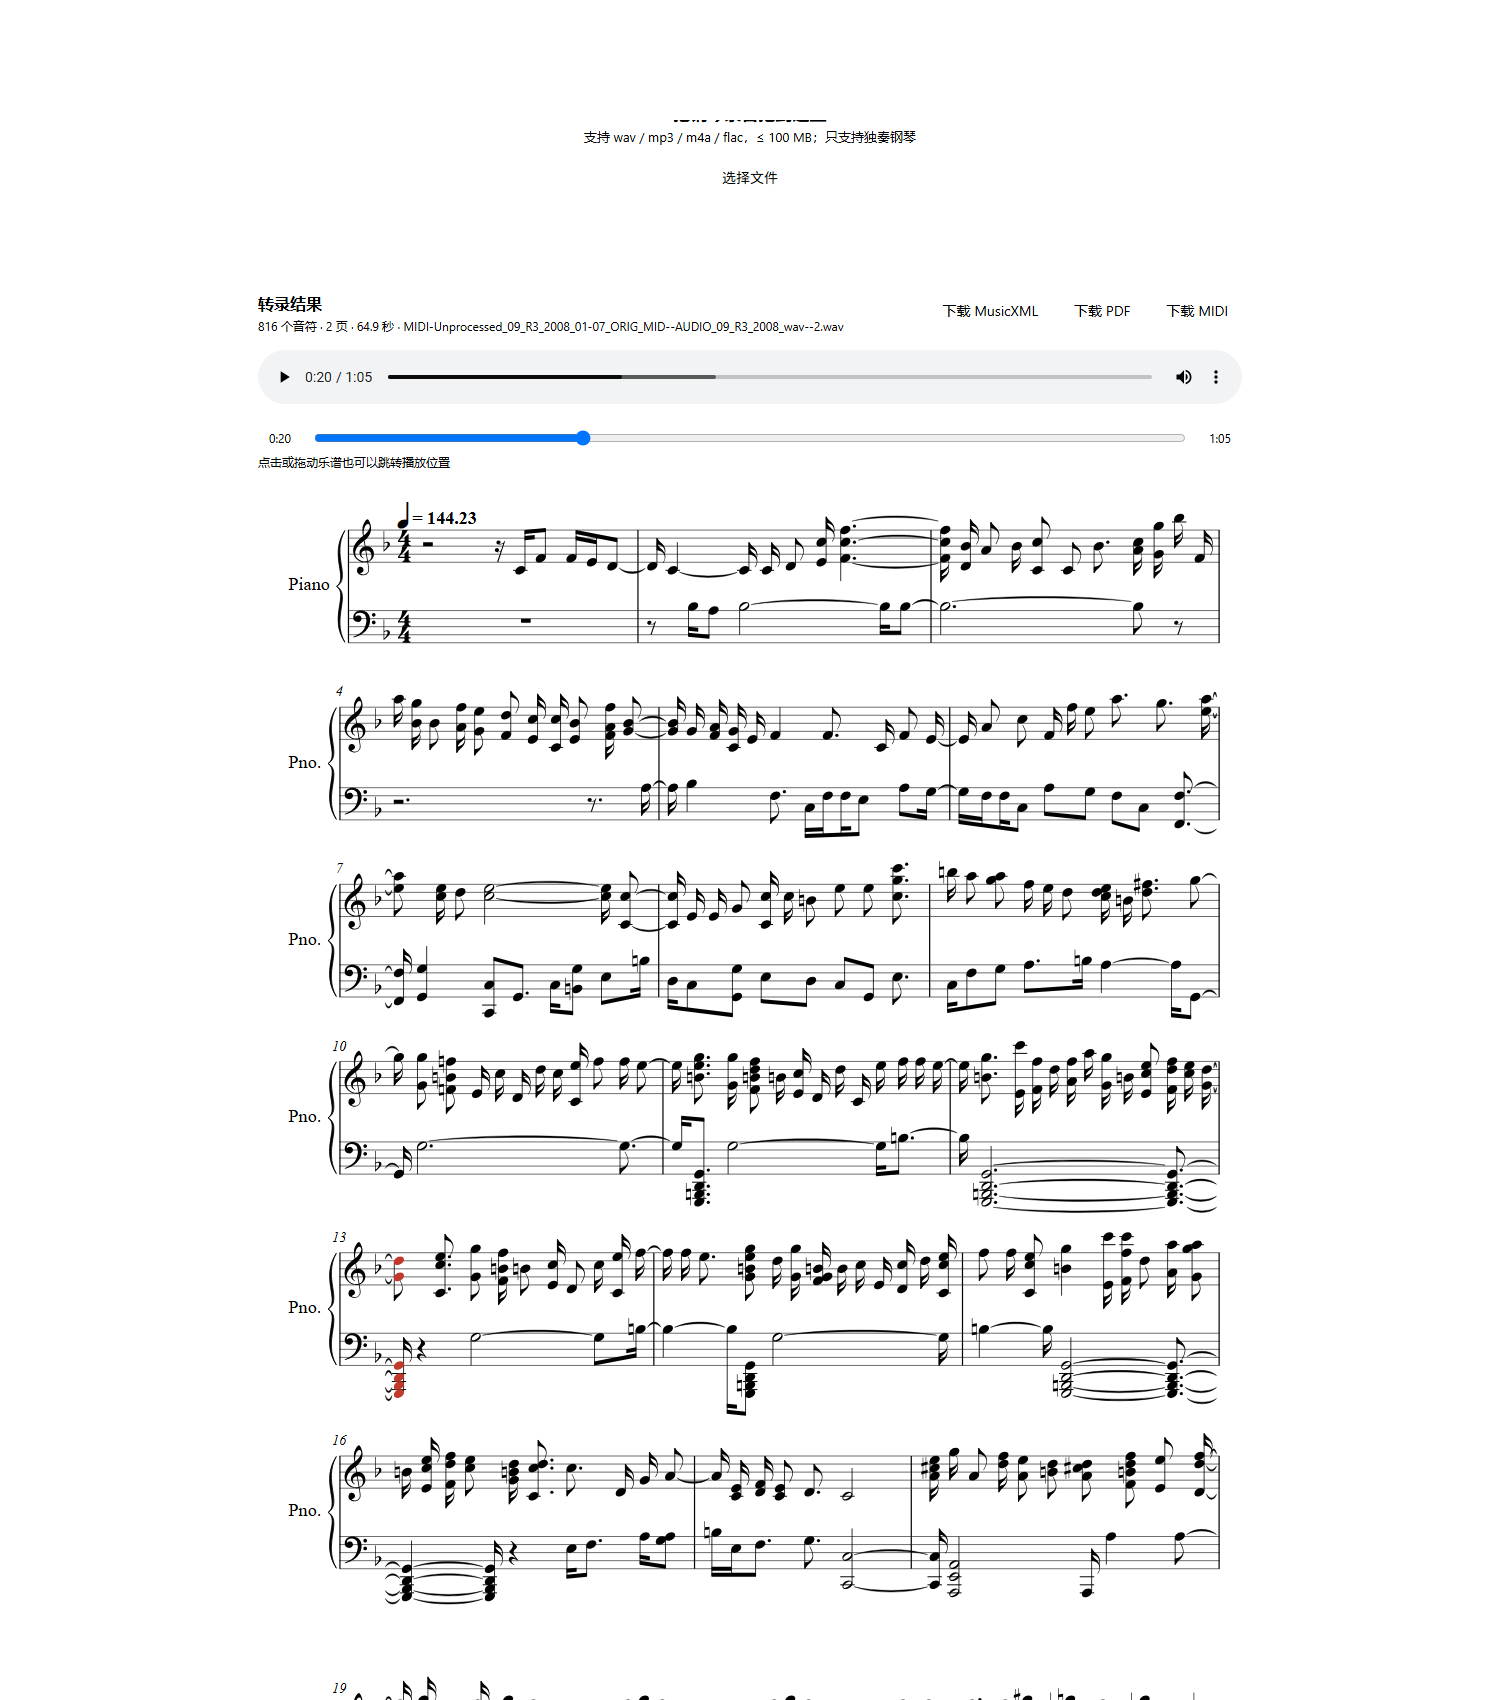 支持 wav / mp3 / m4a / flac，≤ 100 MB；只支持独奏钢琴
选择文件
转录结果
816 个音符 · 2 页 · 64.9 秒 · MIDI-Unprocessed_09_R3_2008_01-07_ORIG_MID--AUDIO_09_R3_2008_wav--2.wav
下载 MusicXML 下载 PDF 下载 MIDI
0:20 / 1:05
0:20 1:05
点击或拖动乐谱也可以跳转播放位置
= 144.23
Piano
4
Pno.
7
Pno.
10
Pno.
13
Pno.
16
Pno.
19